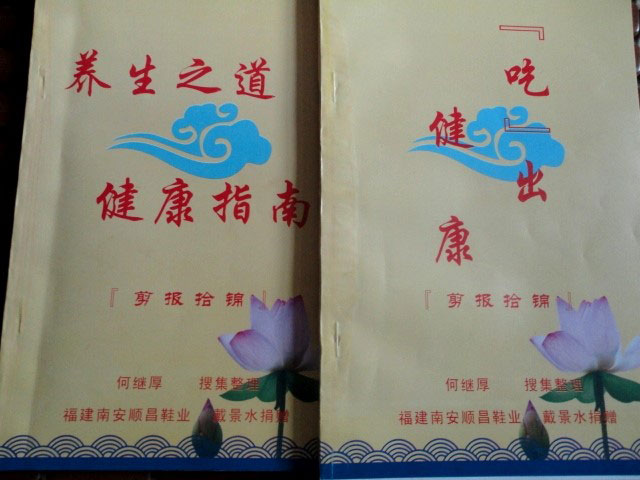 养生之道
健康指南
『剪报拾锦』
何继厚 搜集整理
福建南安顺昌鞋业 戴景水捐赠
『吃』出
健康
『剪报拾锦』
何继厚 搜集整理
福建南安顺昌鞋业 戴景水捐赠